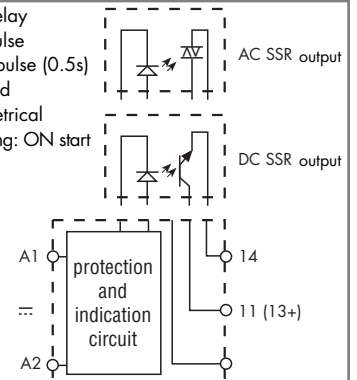 elay
ulse
pulse (0.5s)
d
etrical
ng: ON start
AC SSR output
DC SSR output
A1
protection
and
indication
circuit
14
11 (13+)
A2